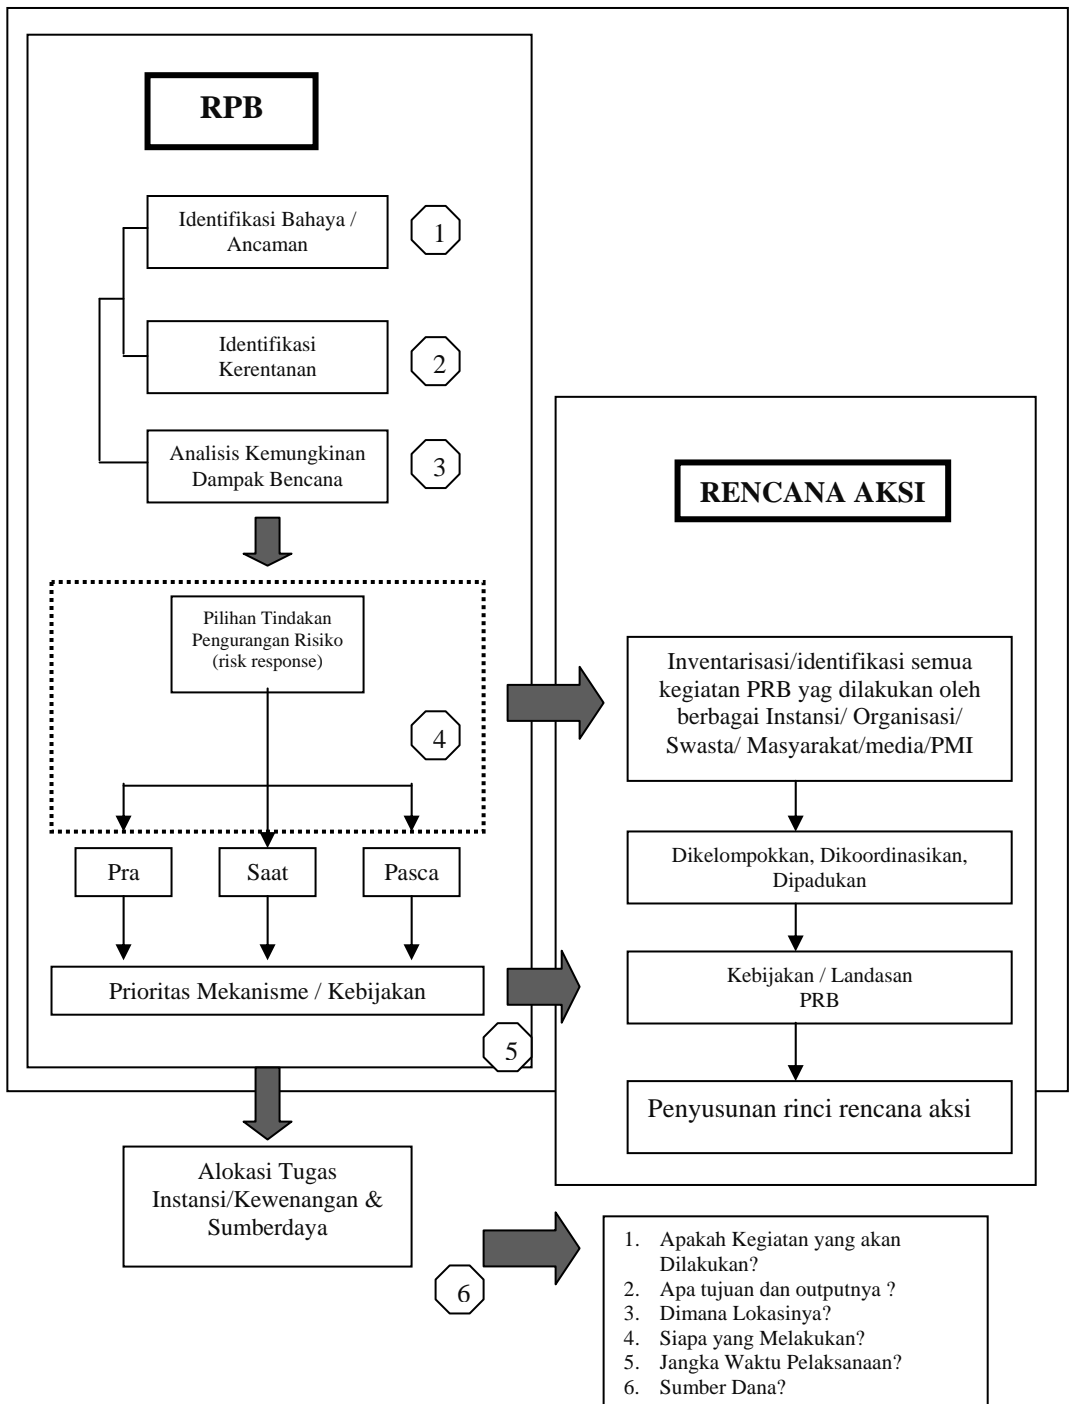 RPB
Identifikasi Bahaya /
Ancaman
1
Identifikasi
Kerentanan
2
Analisis Kemungkinan
Dampak Bencana
3
Pilihan Tindakan
Pengurangan Risiko
(risk response)
4
Pra
Saat
Pasca
Prioritas Mekanisme / Kebijakan
5
RENCANA AKSI
Inventarisasi/identifikasi semua
kegiatan PRB yag dilakukan oleh
berbagai Instansi/ Organisasi/
Swasta/ Masyarakat/media/PMI
Dikelompokkan, Dikoordinasikan,
Dipadukan
Kebijakan / Landasan
PRB
Penyusunan rinci rencana aksi
Alokasi Tugas
Instansi/Kewenangan &
Sumberdaya
6
1. Apakah Kegiatan yang akan
Dilakukan?
2. Apa tujuan dan outputnya ?
3. Dimana Lokasinya?
4. Siapa yang Melakukan?
5. Jangka Waktu Pelaksanaan?
6. Sumber Dana?